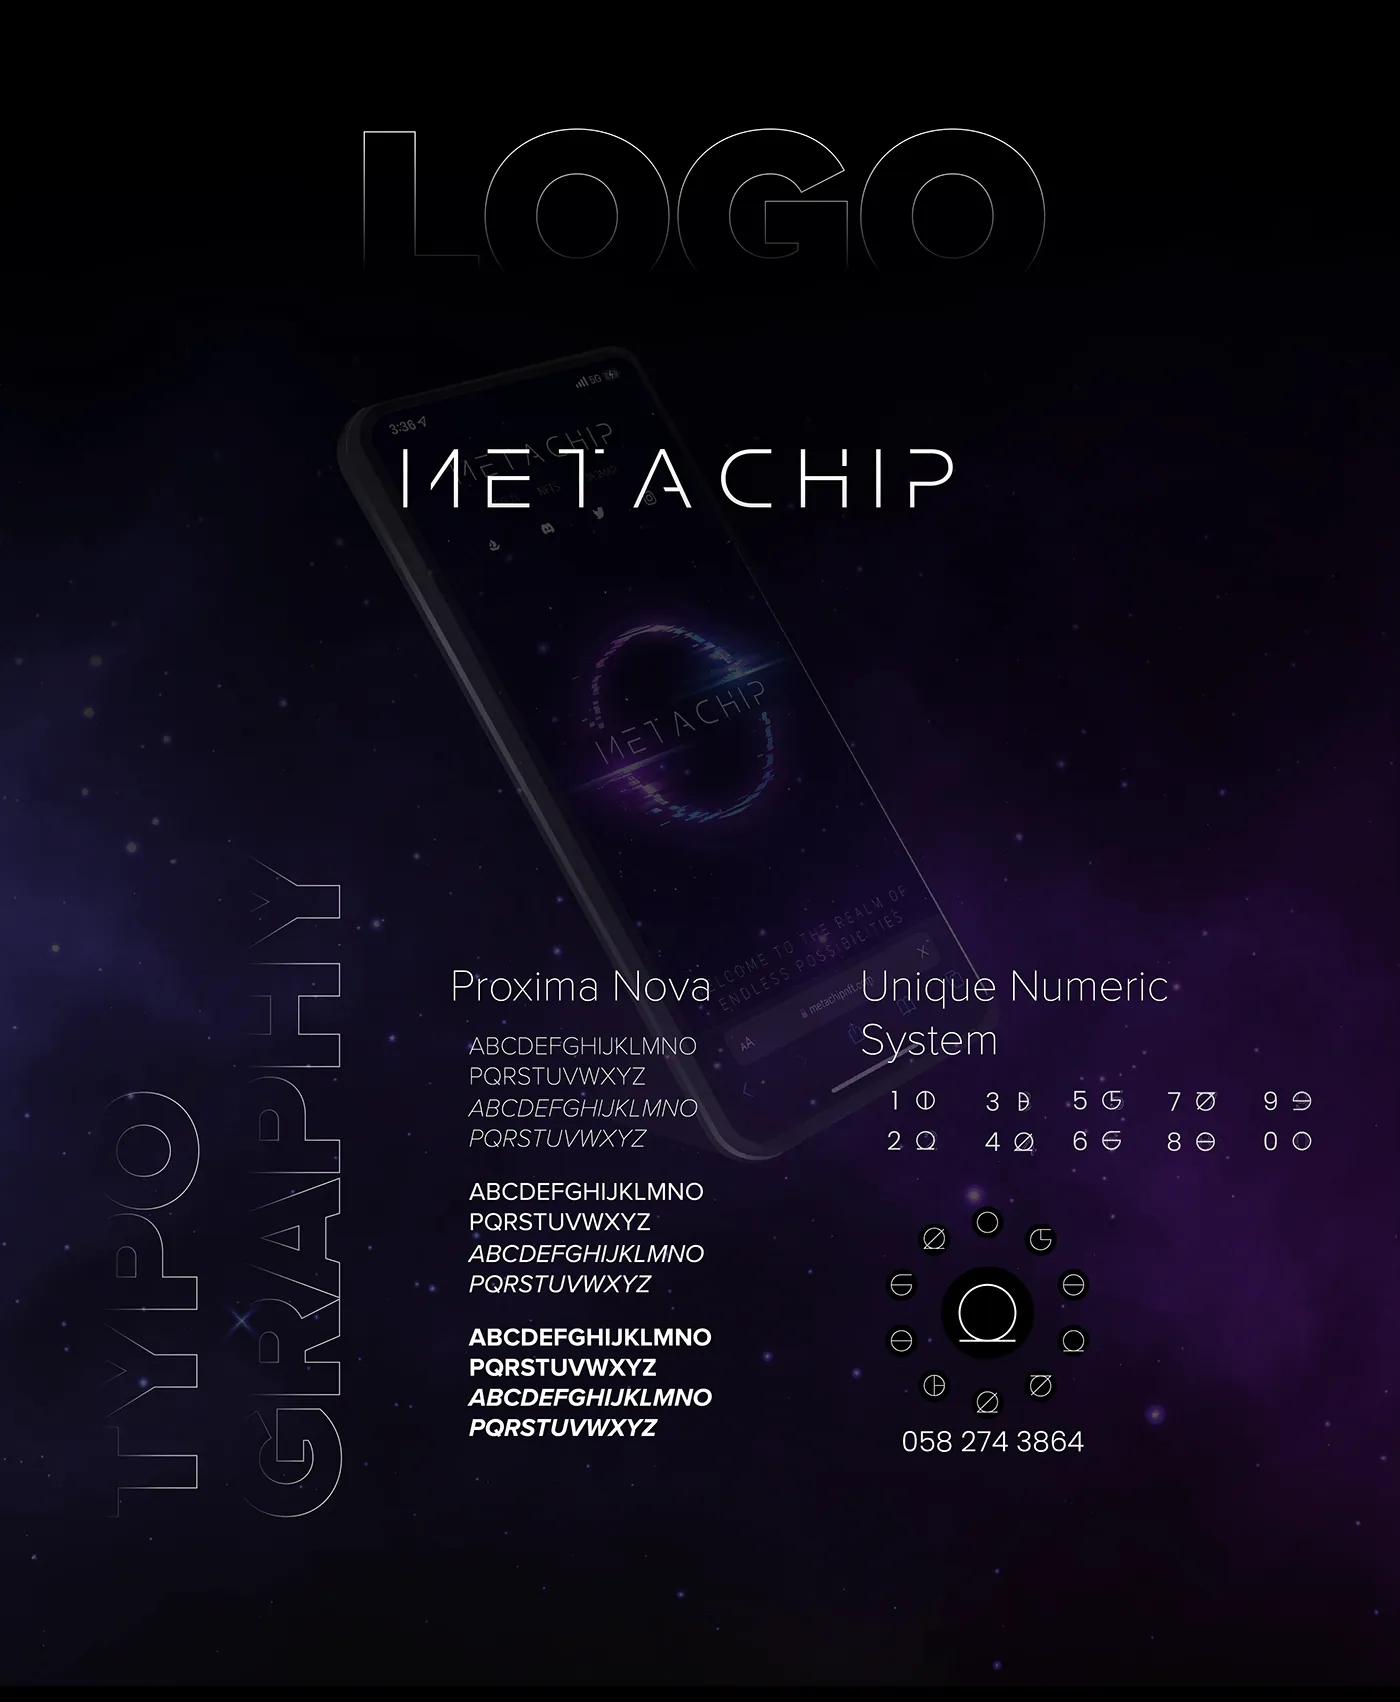 LOGO
3:36
5G
METACHIP
METACHIP
NFTS
METACHIP
WELCOME TO THE REALM OF
ENDLESS POSSIBILITIES
AA
metachipnft.com
TYPO
GRAPHY
Proxima Nova
ABCDEFGHIJKLMNO
PQRSTUVWXYZ
ABCDEFGHIJKLMNO
PQRSTUVWXYZ
ABCDEFGHIJKLMNO
PQRSTUVWXYZ
ABCDEFGHIJKLMNO
PQRSTUVWXYZ
ABCDEFGHIJKLMNO
PQRSTUVWXYZ
ABCDEFGHIJKLMNO
PQRSTUVWXYZ
Unique Numeric
System
1 3 5 7 9
2 4 6 8 0
058 274 3864